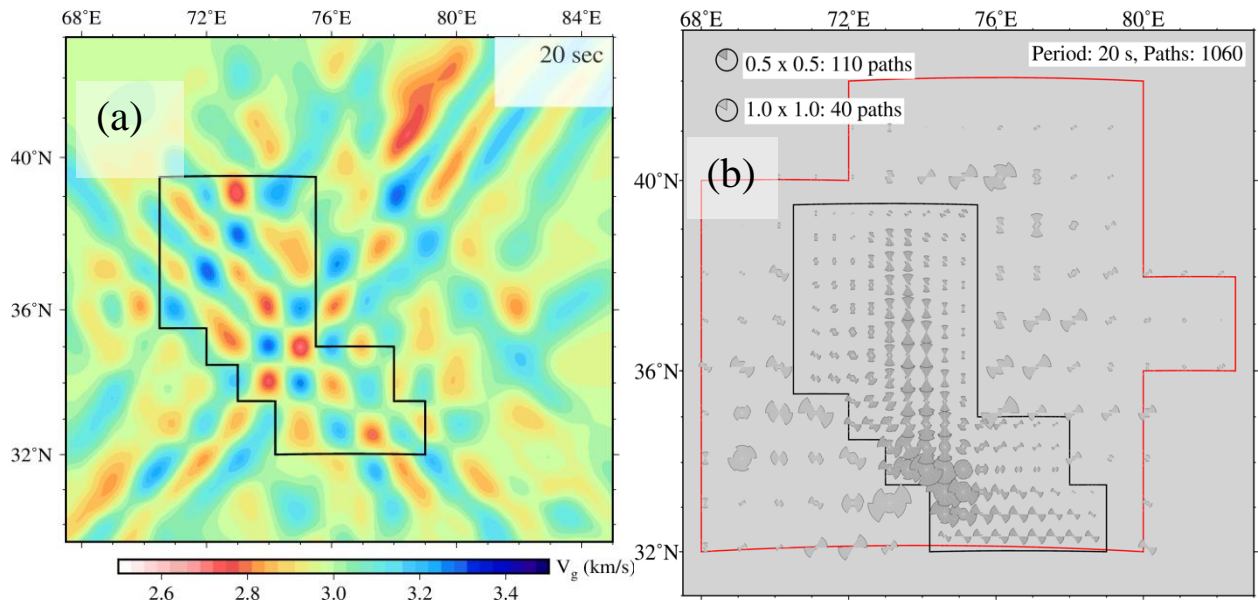 68°E 72°E 76°E 80°E 84°E
20 sec
(a)
40°N
36°N
32°N
2.6 2.8 3.0 3.2 3.4
Vg (km/s)
68°E 72°E 76°E 80°E
0.5 x 0.5: 110 paths
1.0 x 1.0: 40 paths
Period: 20 s, Paths: 1060
(b)
40°N
36°N
32°N